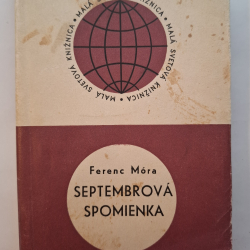 MALÁ SVETOVÁ KNIŽNICA • MALÁ SVETOVÁ KNIŽNICA •
Ferenc Móra
SEPTEMBROVÁ
SPOMIENKA